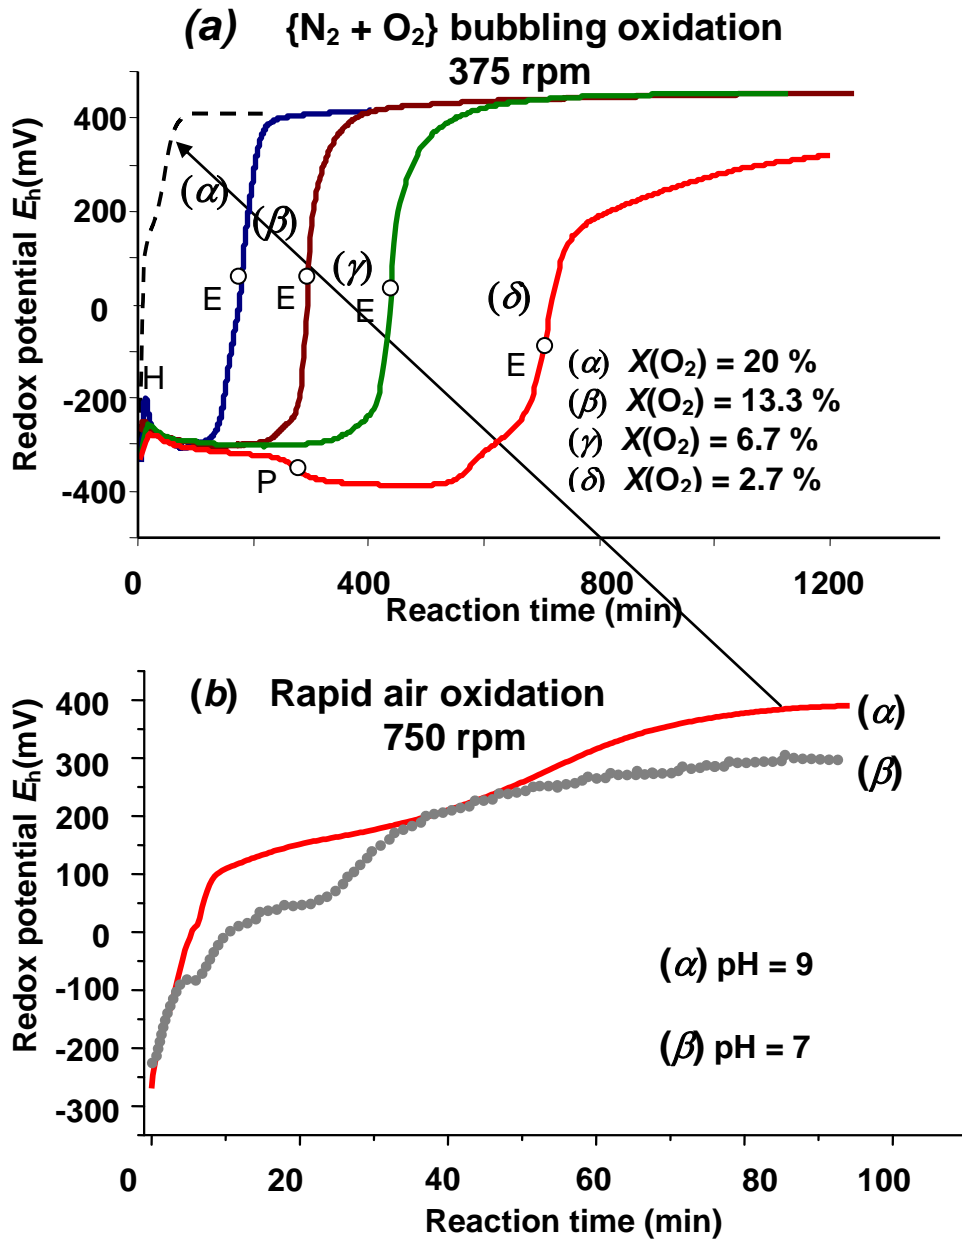 (a) {N₂ + O₂} bubbling oxidation
375 rpm
Redox potential Eₕ(mV)
400
200
0
-200
-400
(α)
(β)
(γ)
(δ)
E
E
E
E
H
P
(α) X(O₂) = 20 %
(β) X(O₂) = 13.3 %
(γ) X(O₂) = 6.7 %
(δ) X(O₂) = 2.7 %
0 400 800 1200
Reaction time (min)
(b) Rapid air oxidation
750 rpm
Redox potential Eₕ(mV)
400
300
200
100
0
-100
-200
-300
(α)
(β)
(α) pH = 9
(β) pH = 7
0 20 40 60 80 100
Reaction time (min)